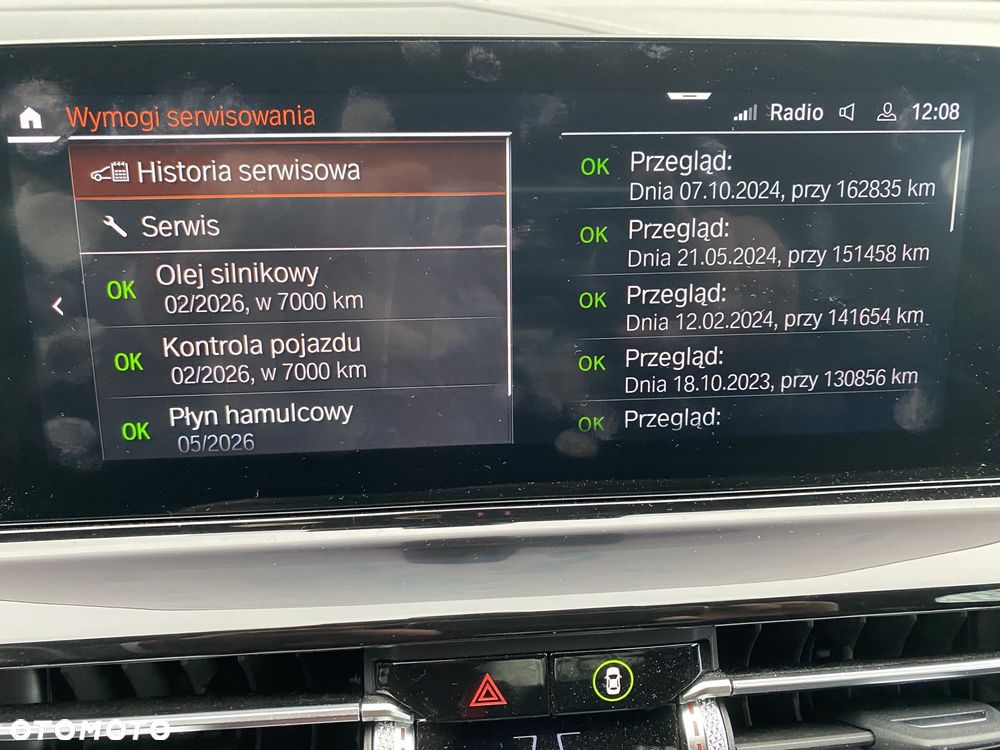 Wymogi serwisowania
Radio 12:08
Historia serwisowa
Serwis
OK Olej silnikowy
02/2026, w 7000 km
OK Kontrola pojazdu
02/2026, w 7000 km
OK Płyn hamulcowy
05/2026
OK Przegląd:
Dnia 07.10.2024, przy 162835 km
OK Przegląd:
Dnia 21.05.2024, przy 151458 km
OK Przegląd:
Dnia 12.02.2024, przy 141654 km
OK Przegląd:
Dnia 18.10.2023, przy 130856 km
OK Przegląd:
OTOMOTO